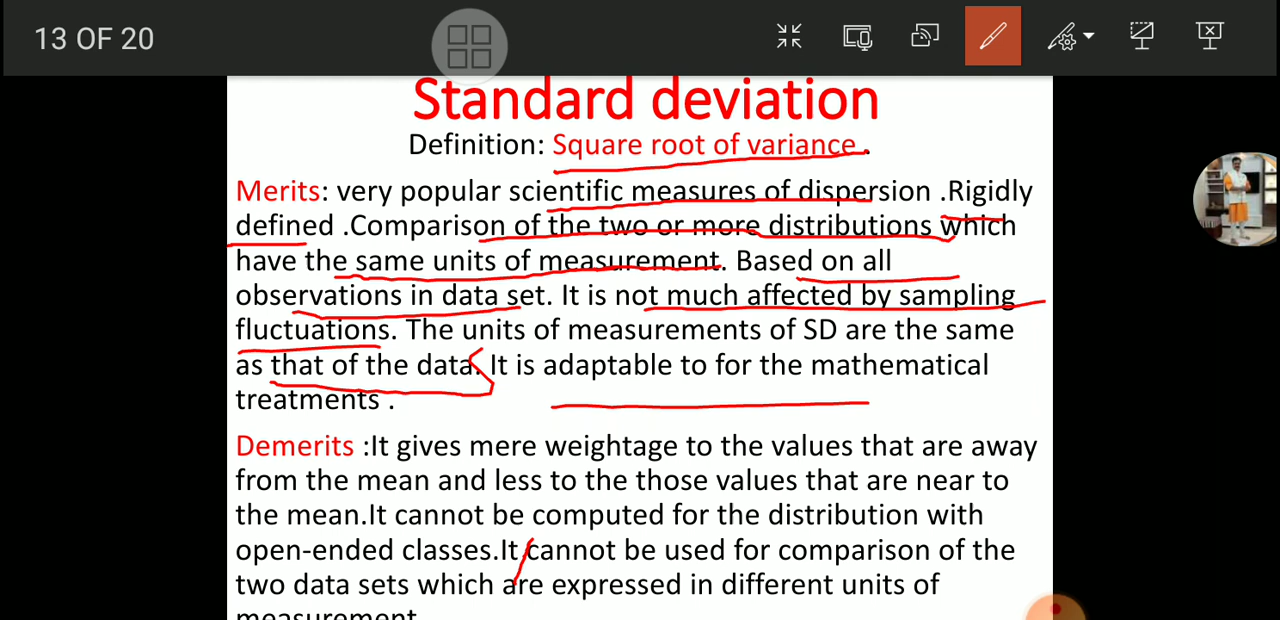 13 OF 20
Standard deviation
Definition: Square root of variance .
Merits: very popular scientific measures of dispersion .Rigidly
defined .Comparison of the two or more distributions which
have the same units of measurement. Based on all
observations in data set. It is not much affected by sampling
fluctuations. The units of measurements of SD are the same
as that of the data. It is adaptable to for the mathematical
treatments .
Demerits :It gives mere weightage to the values that are away
from the mean and less to the those values that are near to
the mean.It cannot be computed for the distribution with
open-ended classes.It cannot be used for comparison of the
two data sets which are expressed in different units of
measurement